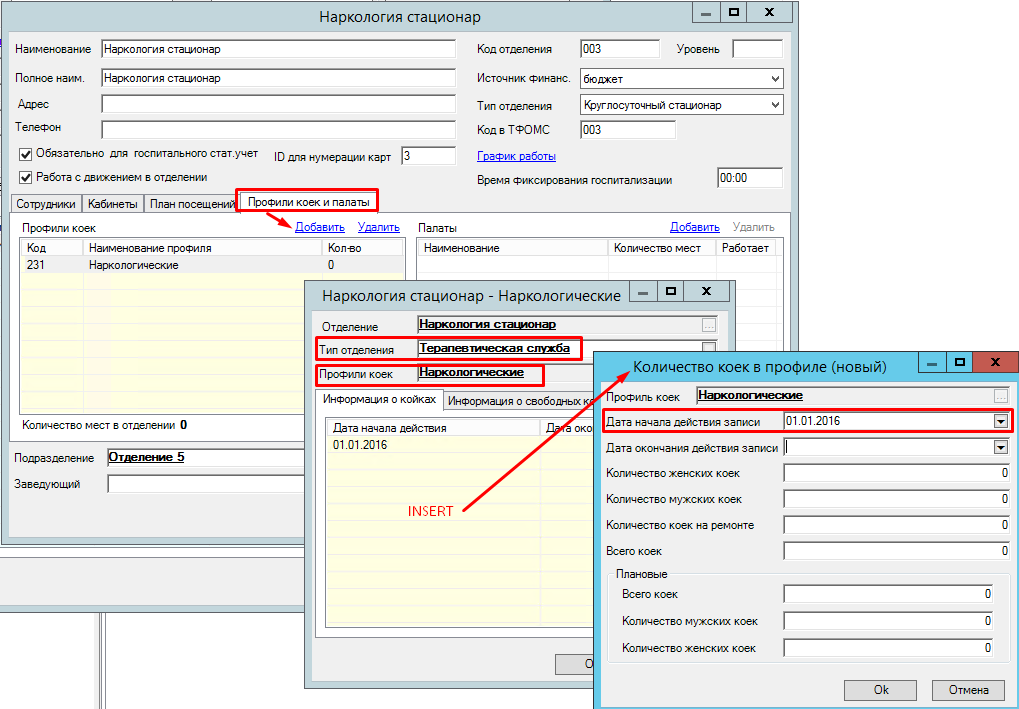 Наркология стационар
Наименование Наркология стационар Код отделения 003 Уровень
Полное наим. Наркология стационар Источник финанс. бюджет
Адрес Тип отделения Круглосуточный стационар
Телефон Код в ТФОМС 003
Обязательно для госпитального стат.учет ID для нумерации карт 3 График работы
Работа с движением в отделении Время фиксирования госпитализации 00:00
Сотрудники Кабинеты План посещений Профили коек и палаты
Профили коек Добавить Удалить Палаты Добавить Удалить
Код Наименование профиля Кол-во Наименование Количество мест Работает
231 Наркологические 0
Количество мест в отделении 0
Подразделение Отделение 5
Заведующий
Наркология стационар - Наркологические
Отделение Наркология стационар ...
Тип отделения Терапевтическая служба
Профили коек Наркологические
Информация о койках Информация о свободных
Дата начала действия Дата
01.01.2016
INSERT
Количество коек в профиле (новый)
Профиль коек Наркологические ...
Дата начала действия записи 01.01.2016
Дата окончания действия записи
Количество женских коек 0
Количество мужских коек 0
Количество коек на ремонте 0
Всего коек 0
Плановые
Всего коек 0
Количество мужских коек 0
Количество женских коек 0
Ok Отмена